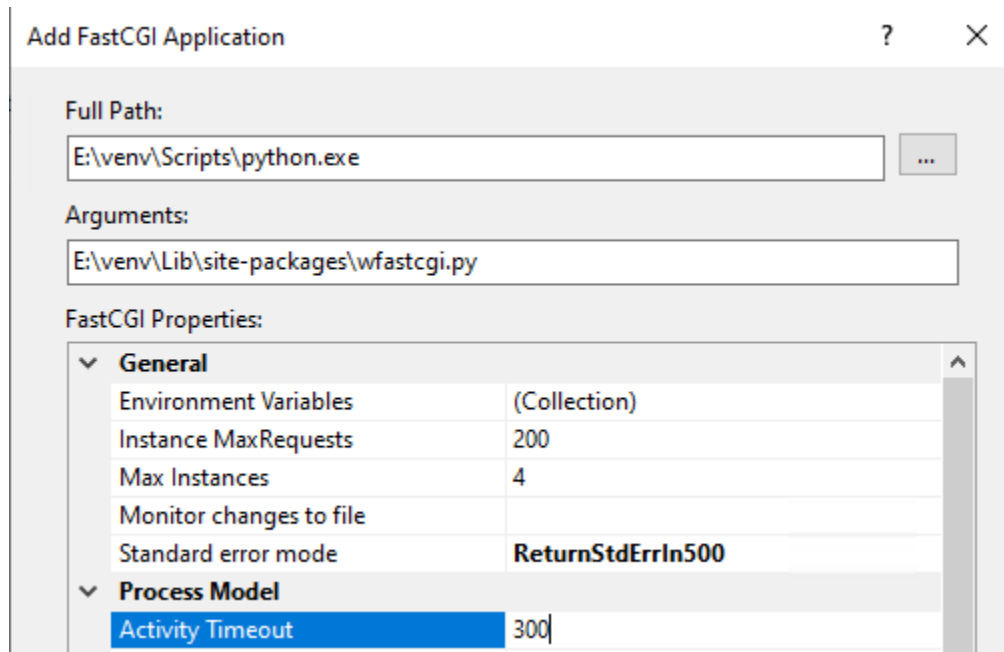 Add FastCGI Application
Full Path:
E:\venv\Scripts\python.exe
...
Arguments:
E:\venv\Lib\site-packages\wfastcgi.py
FastCGI Properties:
General
Environment Variables (Collection)
Instance MaxRequests 200
Max Instances 4
Monitor changes to file
Standard error mode ReturnStdErrIn500
Process Model
Activity Timeout 300